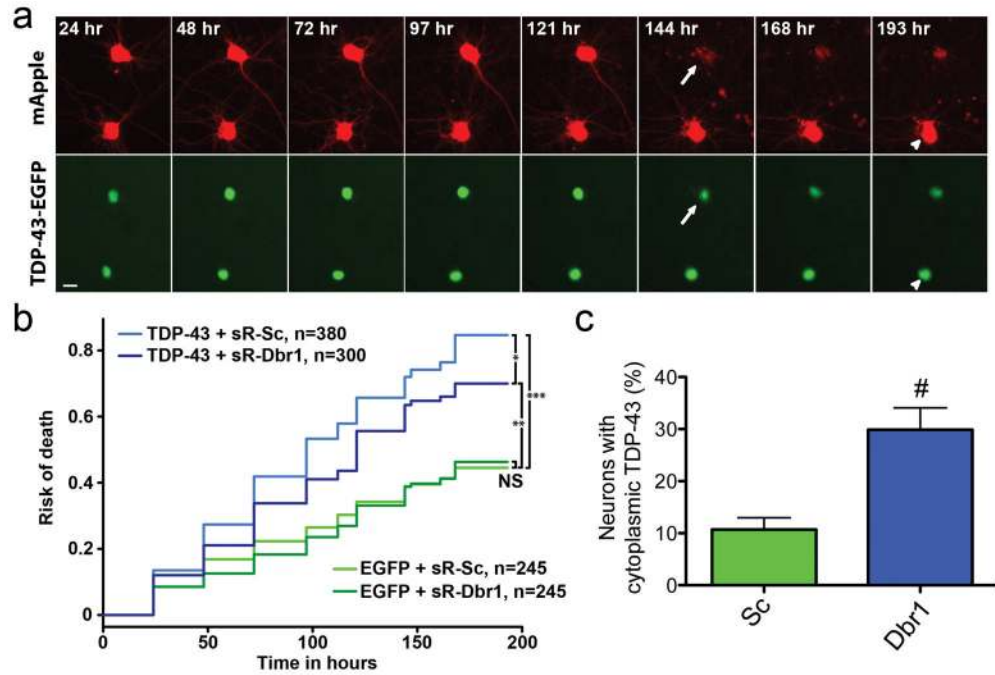 a
24 hr 48 hr 72 hr 97 hr 121 hr 144 hr 168 hr 193 hr
mApple
TDP-43-EGFP
b
TDP-43 + sR-Sc, n=380
TDP-43 + sR-Dbr1, n=300
0.8
0.6
0.4
0.2
0
Risk of death
*
***
**
NS
EGFP + sR-Sc, n=245
EGFP + sR-Dbr1, n=245
0 50 100 150 200
Time in hours
c
Neurons with
cytoplasmic TDP-43 (%)
40
30
20
10
0
#
Sc
Dbr1